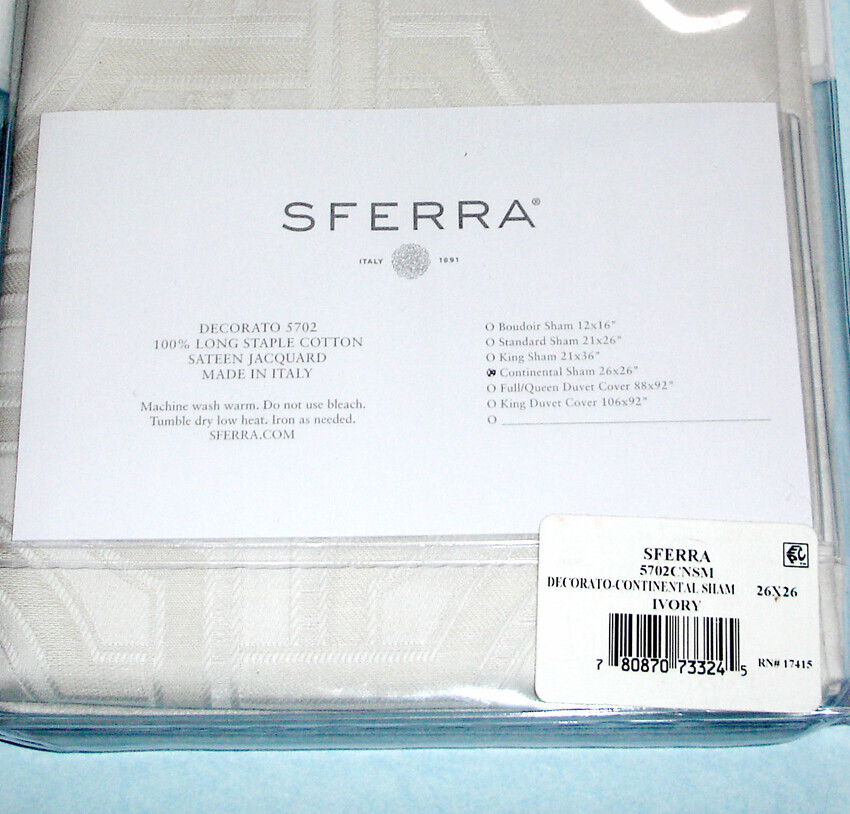 SFERRA®
ITALY 1891
DECORATO 5702
100% LONG STAPLE COTTON
SATEEN JACQUARD
MADE IN ITALY
Machine wash warm. Do not use bleach.
Tumble dry low heat. Iron as needed.
SFERRA.COM
O Boudoir Sham 12x16"
O Standard Sham 21x26"
O King Sham 21x36"
Continental Sham 26x26"
O Full/Queen Duvet Cover 88x92"
O King Duvet Cover 106x92"
O
SFERRA
5702CNSM
DECORATO-CONTINENTAL SHAM 26X26
IVORY
7 80870 73324 5
RN# 17415